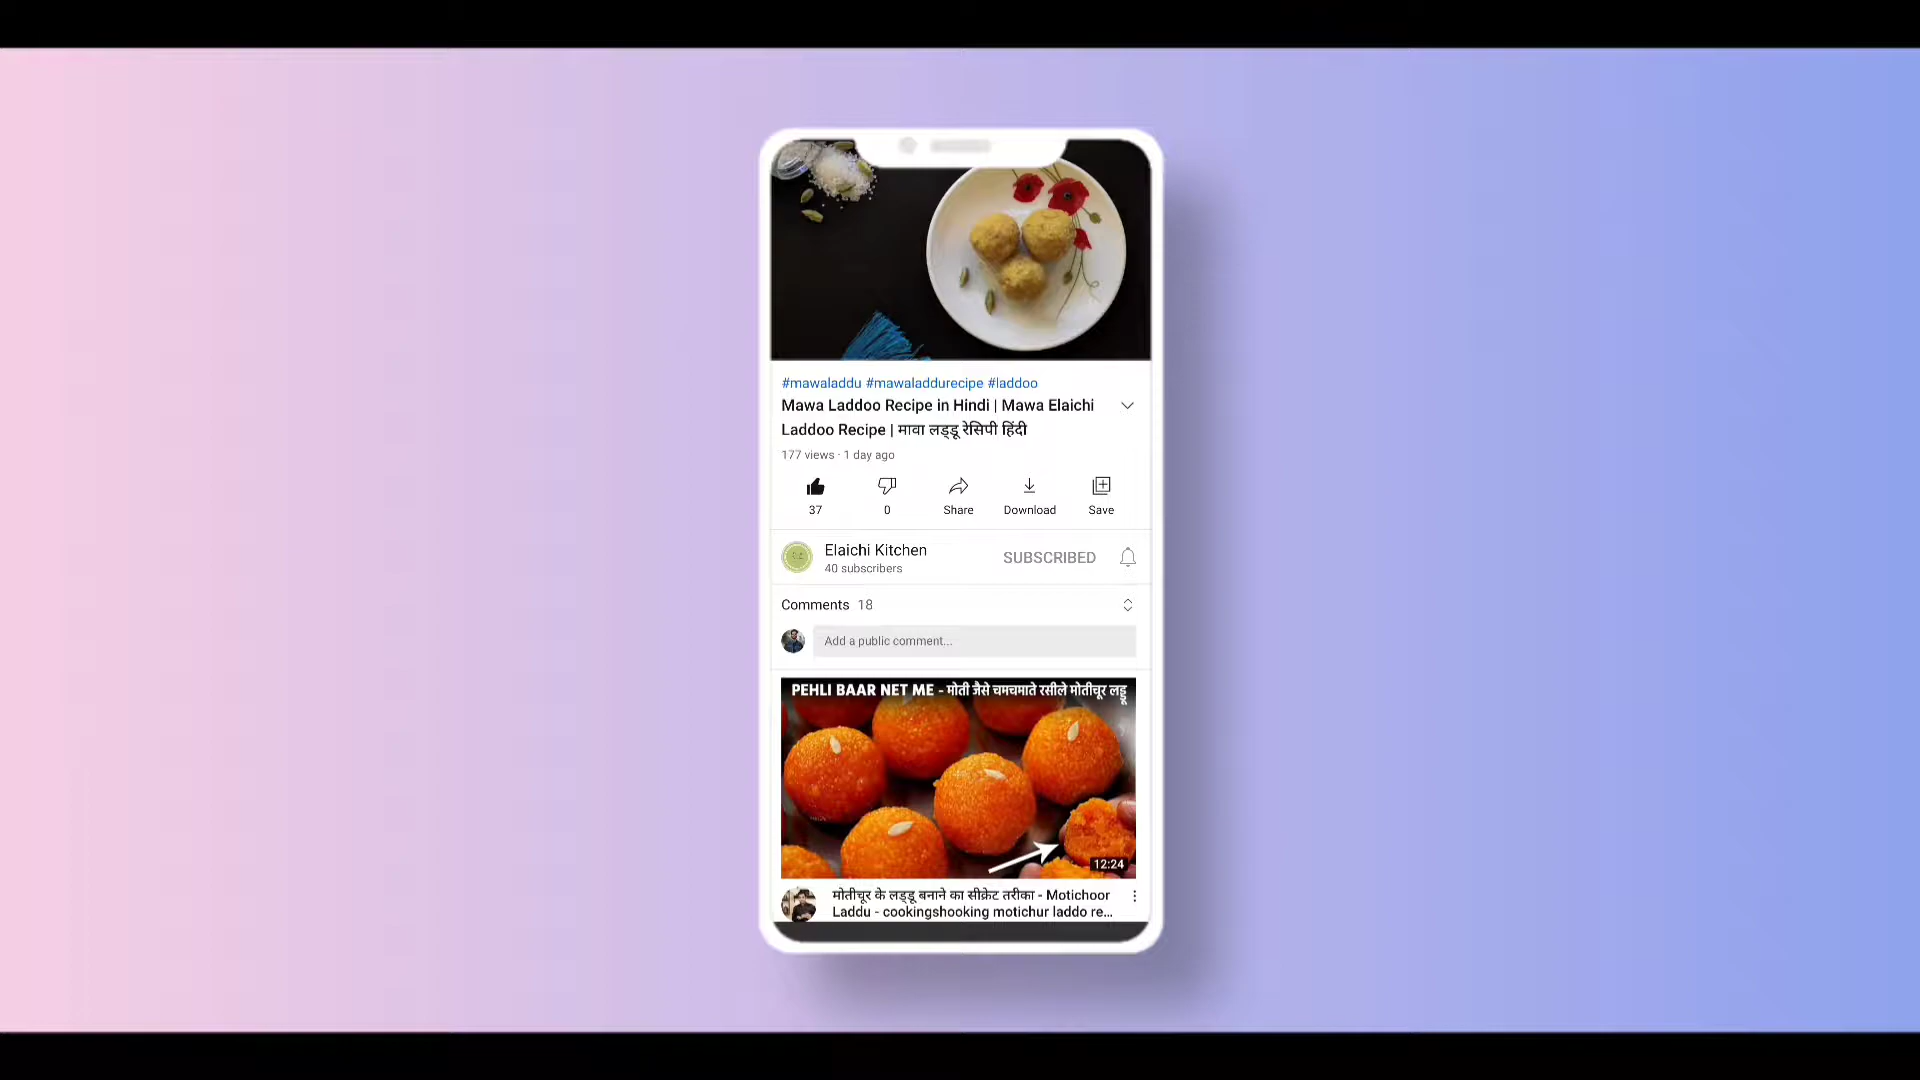 #mawaladdu #mawaladdurecipe #laddoo
Mawa Laddoo Recipe in Hindi | Mawa Elaichi
Laddoo Recipe | मावा लड्डू रेसिपी हिंदी
177 views · 1 day ago
37
0
Share
Download
Save
Elaichi Kitchen
SUBSCRIBED
40 subscribers
Comments 18
Add a public comment...
PEHLI BAAR NET ME - मोती जैसे चमचमाते रसीले मोतीचूर लड्डू
12:24
मोतीचूर के लड्डू बनाने का सीक्रेट तरीका - Motichoor
Laddu - cookingshooking motichur laddo re...